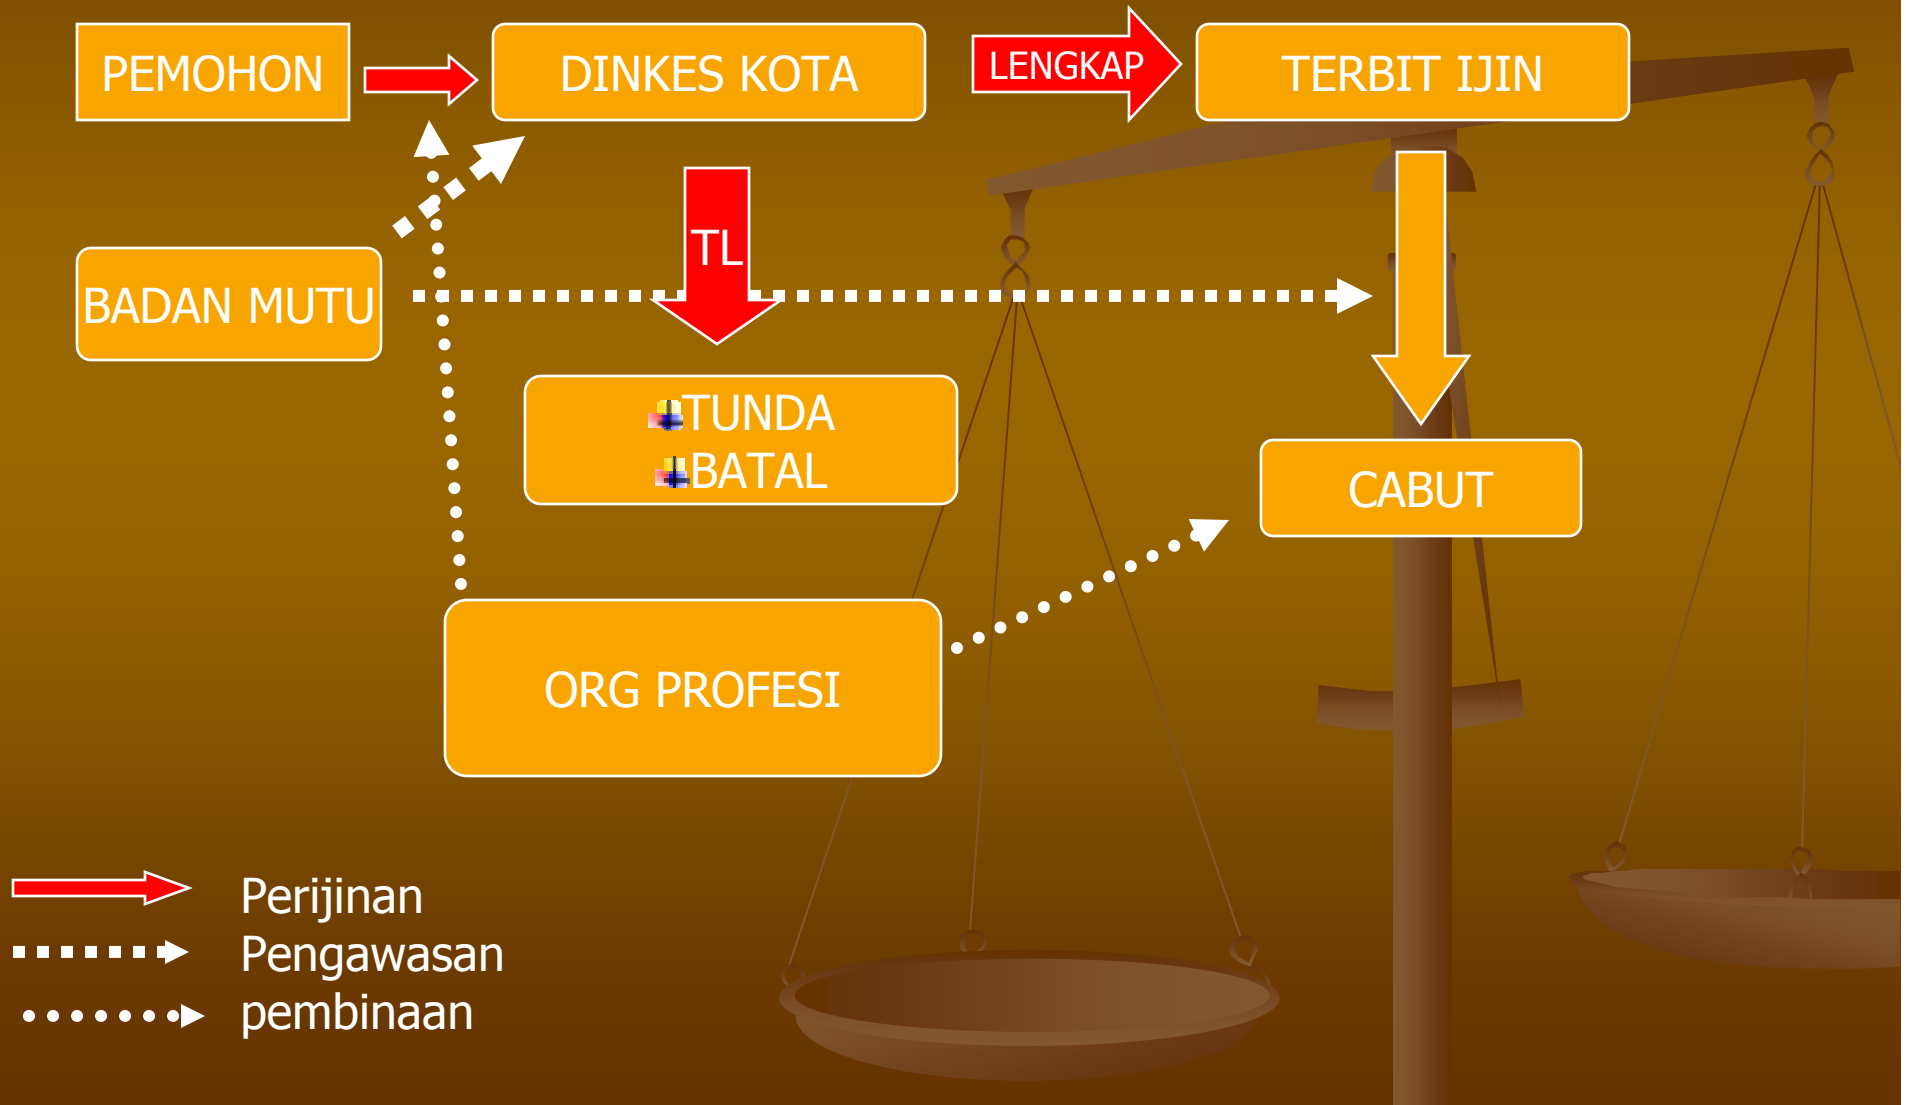 PEMOHON
DINKES KOTA
LENGKAP
TERBIT IJIN
TL
BADAN MUTU
TUNDA
BATAL
CABUT
ORG PROFESI
Perijinan
Pengawasan
pembinaan